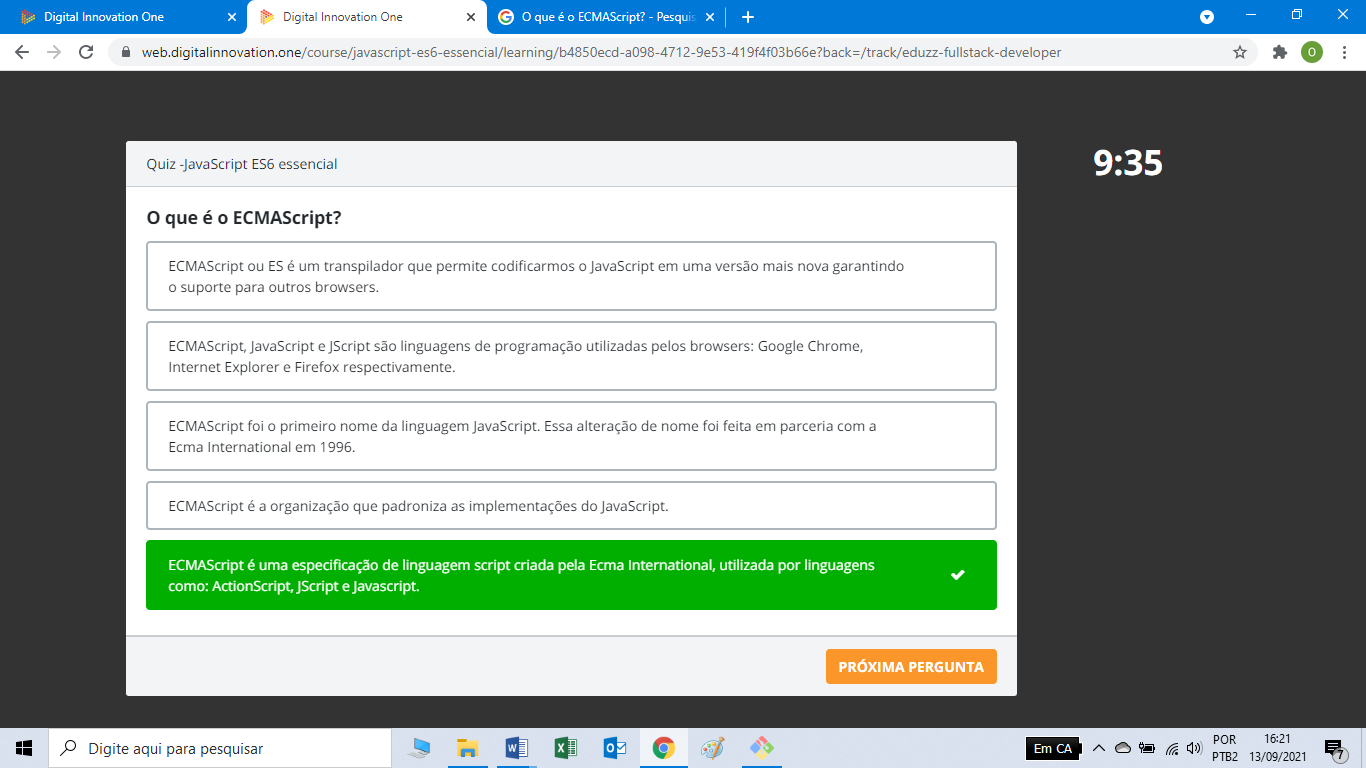 Digital Innovation One
Digital Innovation One
O que é o ECMAScript? - Pesquis
web.digitalinnovation.one/course/javascript-es6-essencial/learning/b4850ecd-a098-4712-9e53-419f4f03b66e?back=/track/eduzz-fullstack-developer
O
Quiz -JavaScript ES6 essencial
9:35
O que é o ECMAScript?
ECMAScript ou ES é um transpilador que permite codificarmos o JavaScript em uma versão mais nova garantindo
o suporte para outros browsers.
ECMAScript, JavaScript e JScript são linguagens de programação utilizadas pelos browsers: Google Chrome,
Internet Explorer e Firefox respectivamente.
ECMAScript foi o primeiro nome da linguagem JavaScript. Essa alteração de nome foi feita em parceria com a
Ecma International em 1996.
ECMAScript é a organização que padroniza as implementações do JavaScript.
ECMAScript é uma especificação de linguagem script criada pela Ecma International, utilizada por linguagens
como: ActionScript, JScript e Javascript.
PRÓXIMA PERGUNTA
Digite aqui para pesquisar
Em CA
POR
PTB2
16:21
13/09/2021
7